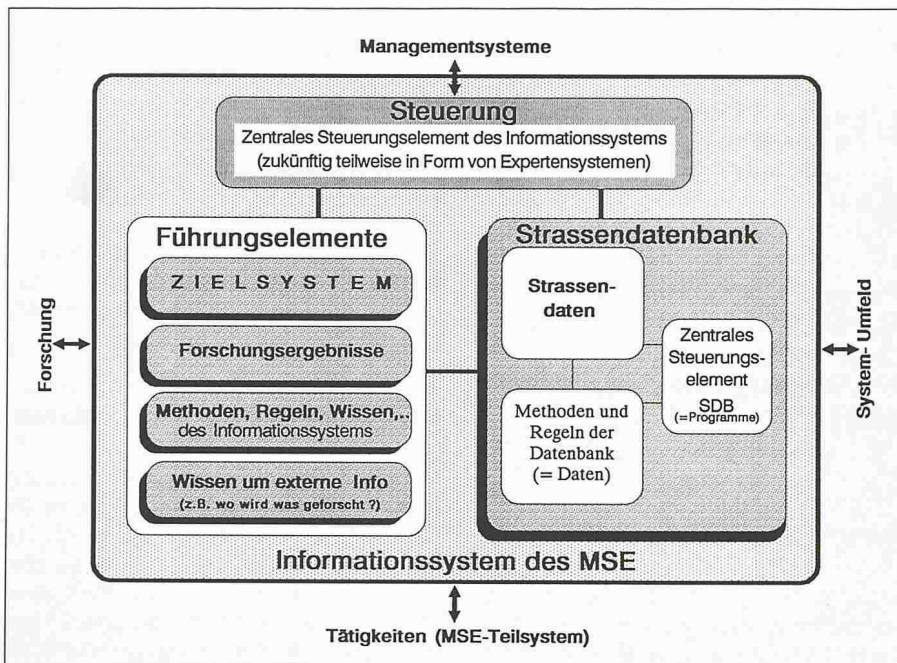 Managementsysteme
Steuerung
Zentrales Steuerungselement des Informationssystems
(zukünftig teilweise in Form von Expertensystemen)
Führungselemente
Z I E L S Y S T E M
Forschungsergebnisse
Methoden, Regeln, Wissen,..
des Informationssystems
Wissen um externe Info
(z.B. wo wird was geforscht ?)
Strassendatenbank
Strassen-
daten
Zentrales
Steuerungs-
element
SDB
(=Programme)
Methoden und
Regeln der
Datenbank
(= Daten)
Forschung
System- Umfeld
Informationssystem des MSE
Tätigkeiten (MSE-Teilsystem)